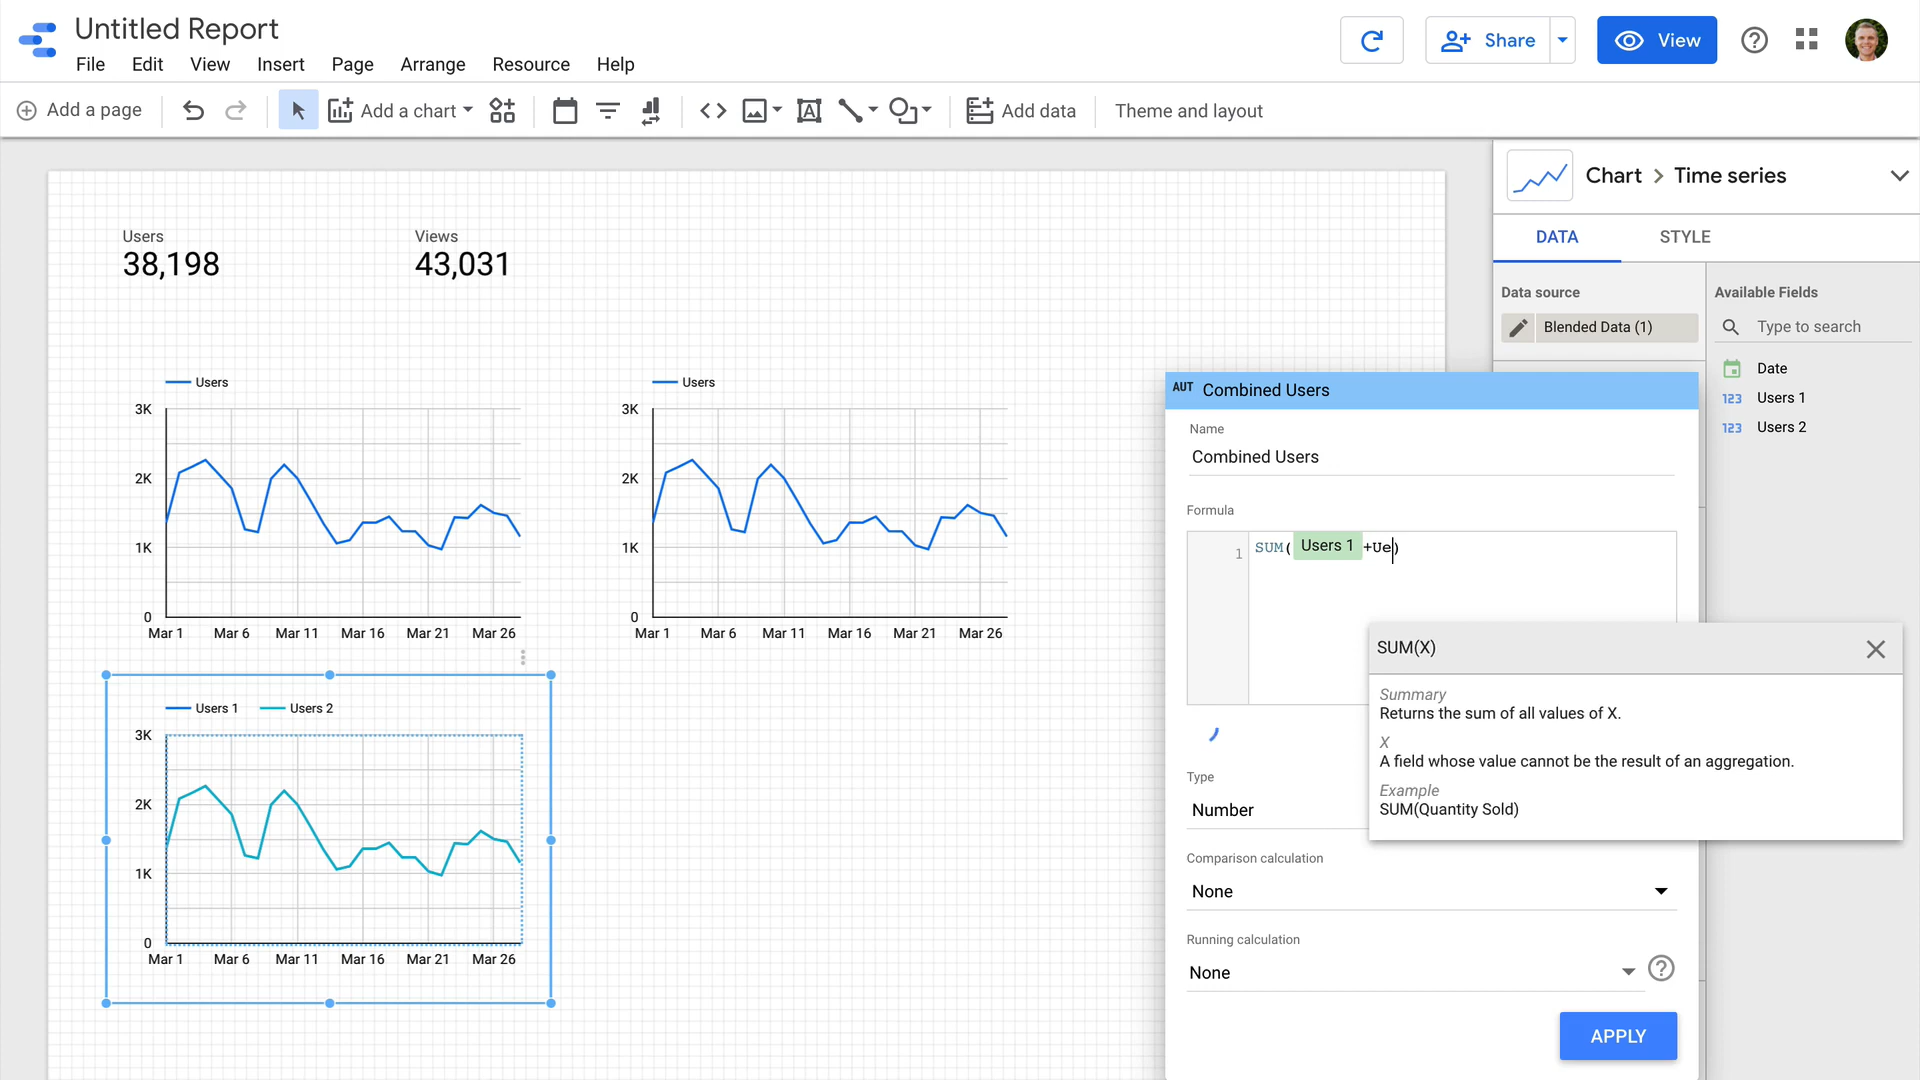 Untitled Report
File Edit View Insert Page Arrange Resource Help
Share
View
Add a page
Add a chart
Add data
Theme and layout
Users
38,198
Views
43,031
Users
3K
2K
1K
0
Mar 1 Mar 6 Mar 11 Mar 16 Mar 21 Mar 26
Users
3K
2K
1K
0
Mar 1 Mar 6 Mar 11 Mar 16 Mar 21 Mar 26
Users 1 Users 2
3K
2K
1K
0
Mar 1 Mar 6 Mar 11 Mar 16 Mar 21 Mar 26
Chart > Time series
DATA STYLE
Data source
Blended Data (1)
Available Fields
Type to search
Date
123 Users 1
123 Users 2
AUT Combined Users
Name
Combined Users
Formula
1 SUM( Users 1 +Ue)
SUM(X)
Summary
Returns the sum of all values of X.
X
A field whose value cannot be the result of an aggregation.
Example
SUM(Quantity Sold)
Type
Number
Comparison calculation
None
Running calculation
None
APPLY